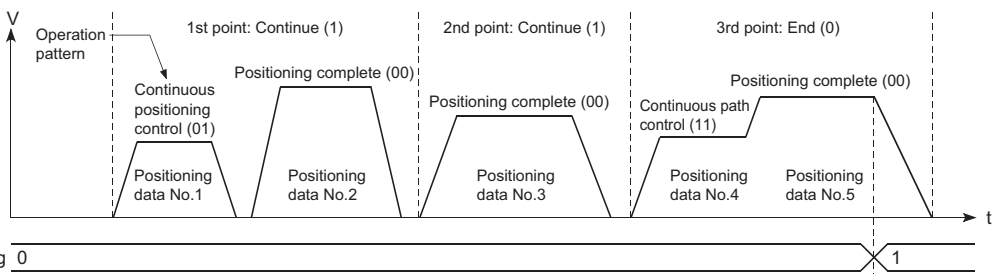 V
Operation
pattern
1st point: Continue (1)
2nd point: Continue (1)
3rd point: End (0)
Positioning complete (00)
Continuous
positioning
control (01)
Positioning complete (00)
Continuous path
control (11)
Positioning complete (00)
Positioning
data No.1
Positioning
data No.2
Positioning
data No.3
Positioning
data No.4
Positioning
data No.5
t
g 0
1